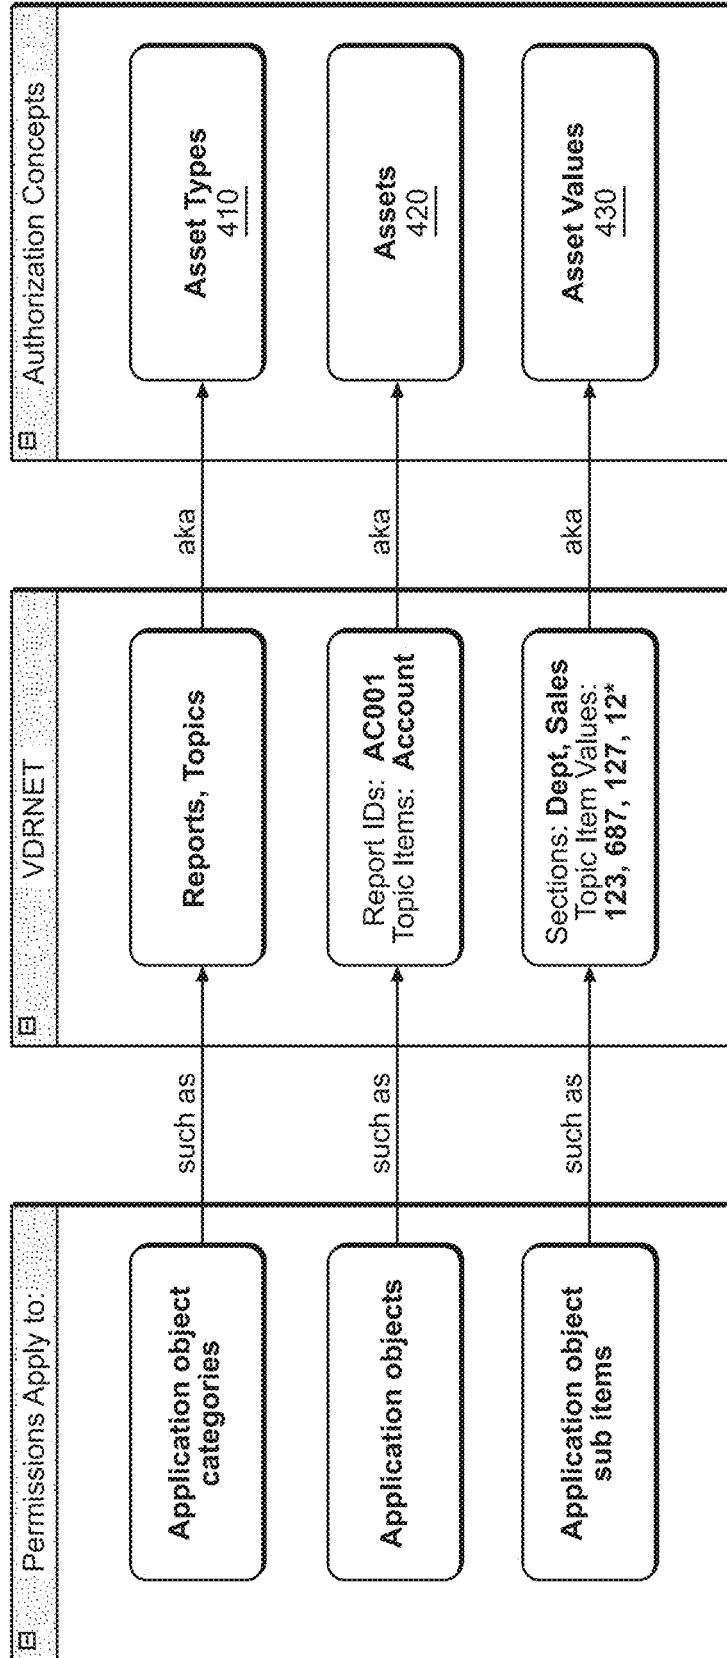 Permissions Apply to:
Application object
categories
Application objects
Application object
sub items
such as
such as
such as
VDRNET
Reports, Topics
Report IDs: AC001
Topic Items: Account
Sections: Dept, Sales
Topic Item Values:
123, 687, 127, 12*
aka
aka
aka
Authorization Concepts
Asset Types
410
Assets
420
Asset Values
430